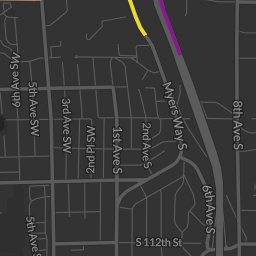 6th Ave SW
5th Ave SW
3rd Ave SW
2nd Pl SW
1st Ave S
2nd Ave S
Myers Way S
8th Ave S
6th Ave S
5th Ave S
S 112th St